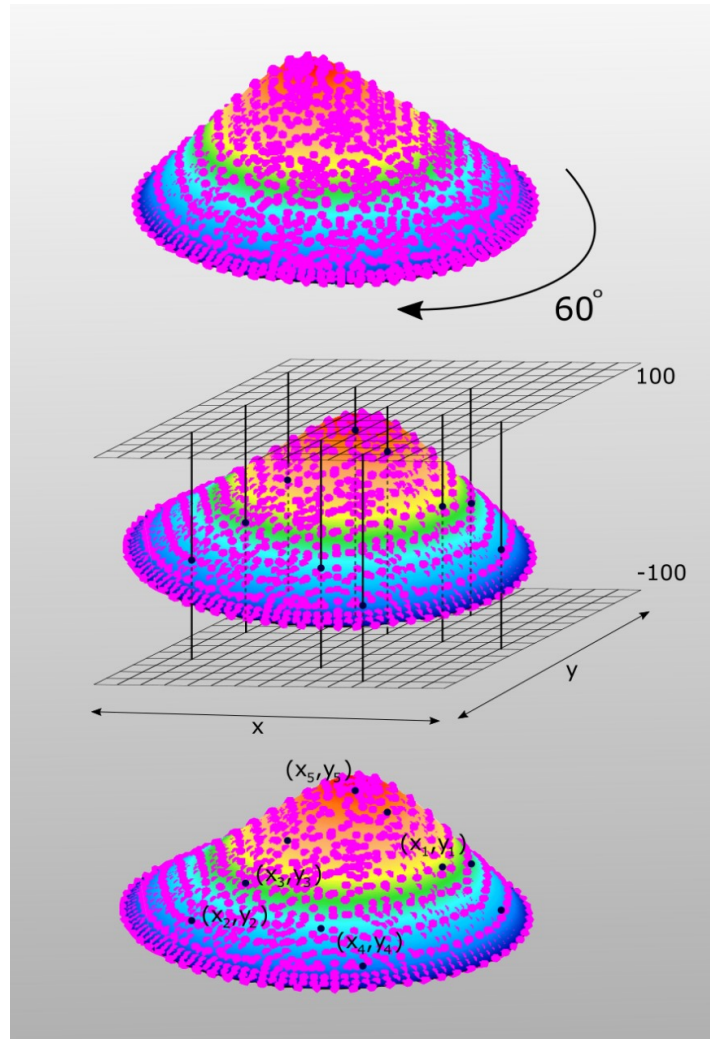 60°
100
-100
y
x
(x₅,y₅)
(x₁,y₁)
(x₃,y₃)
(x₂,y₂)
(x₄,y₄)